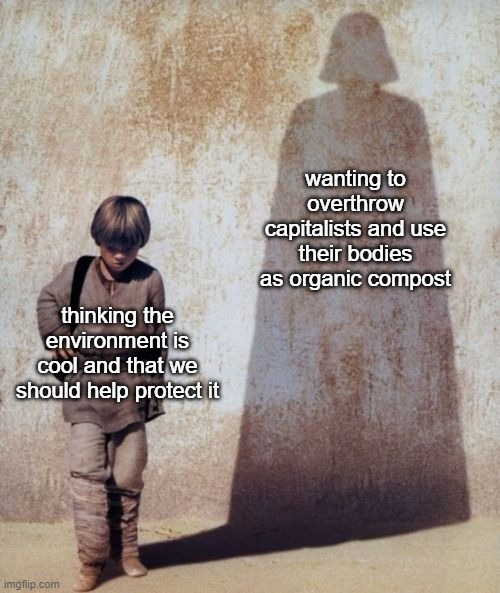 wanting to
overthrow
capitalists and use
their bodies
as organic compost
thinking the
environment is
cool and that we
should help protect it
imgflip.com